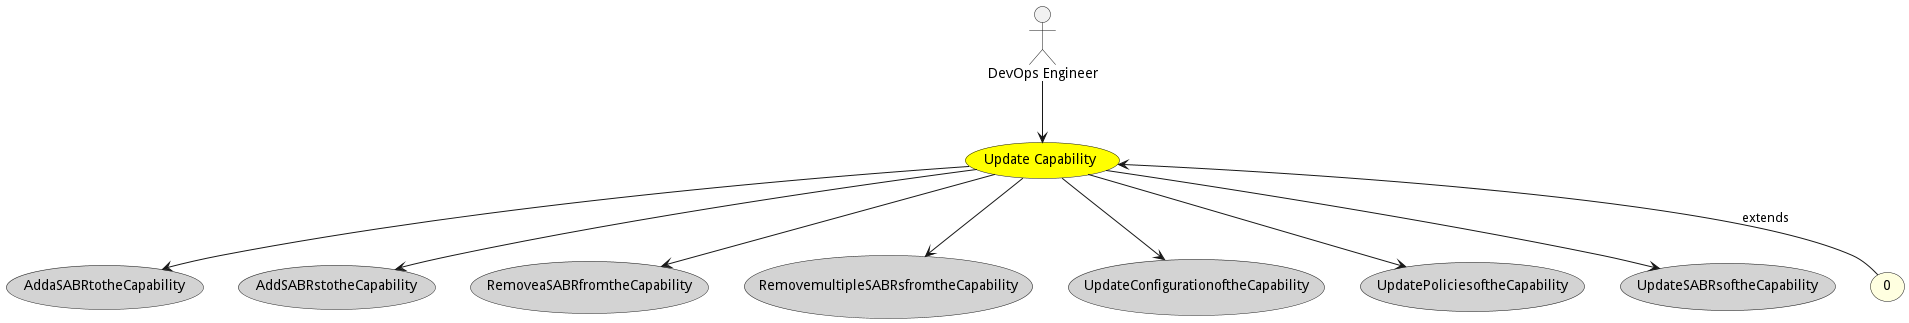 DevOps Engineer
Update Capability
extends
AddaSABRtotheCapability
AddSABRstotheCapability
RemoveaSABRfromtheCapability
RemovemultipleSABRsfromtheCapability
UpdateConfigurationoftheCapability
UpdatePoliciesoftheCapability
UpdateSABRsoftheCapability
0